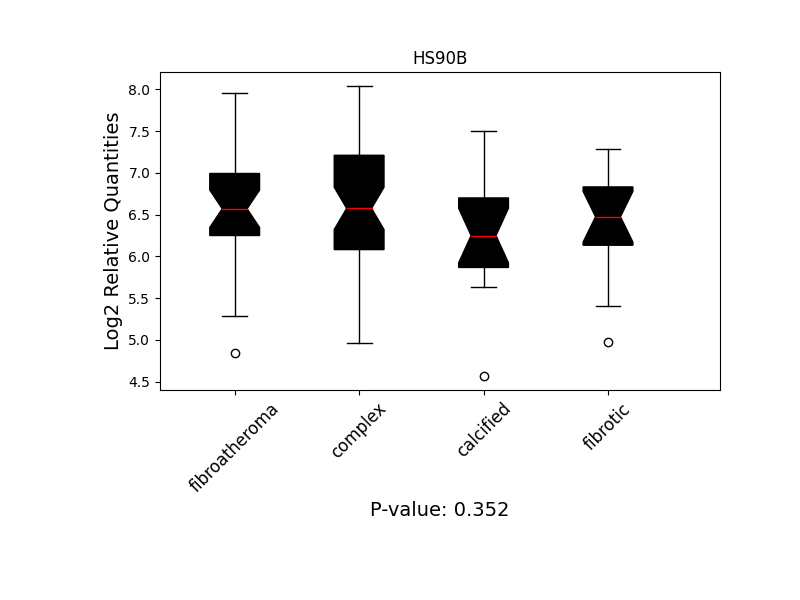 HS90B
Log2 Relative Quantities
8.0
7.5
7.0
6.5
6.0
5.5
5.0
4.5
fibroatheroma
complex
calcified
fibrotic
P-value: 0.352